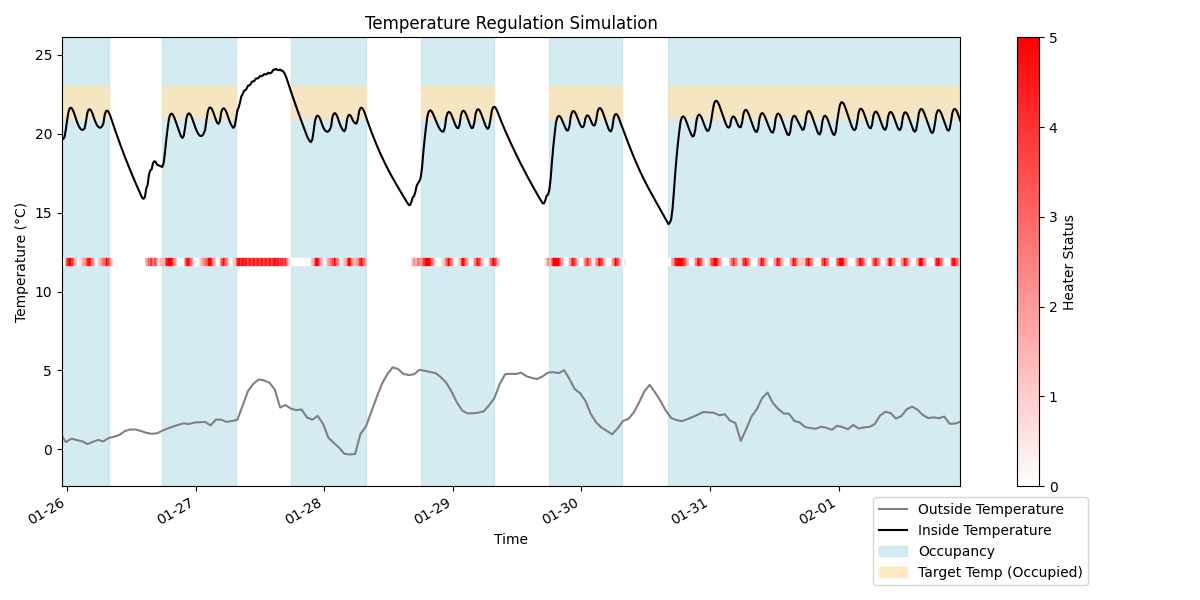 Temperature Regulation Simulation
Temperature (°C)
25
20
15
10
5
0
01-26
01-27
01-28
01-29
01-30
01-31
02-01
Time
5
4
3
2
1
0
Heater Status
Outside Temperature
Inside Temperature
Occupancy
Target Temp (Occupied)